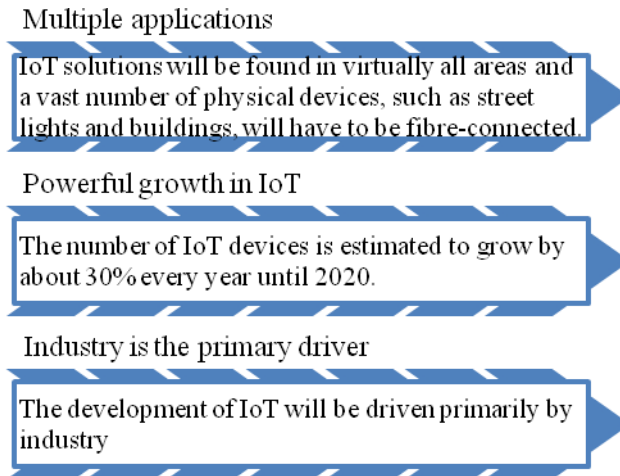 Multiple applications
IoT solutions will be found in virtually all areas and
a vast number of physical devices, such as street
lights and buildings, will have to be fibre-connected.
Powerful growth in IoT
The number of IoT devices is estimated to grow by
about 30% every year until 2020.
Industry is the primary driver
The development of IoT will be driven primarily by
industry